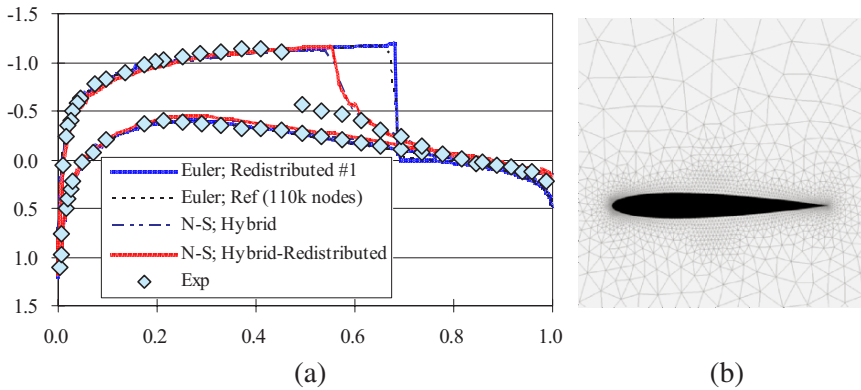 -1.5
-1.0
-0.5
0.0
0.5
1.0
1.5
Euler; Redistributed #1
Euler; Ref (110k nodes)
N-S; Hybrid
N-S; Hybrid-Redistributed
Exp
0.0 0.2 0.4 0.6 0.8 1.0
(a) (b)